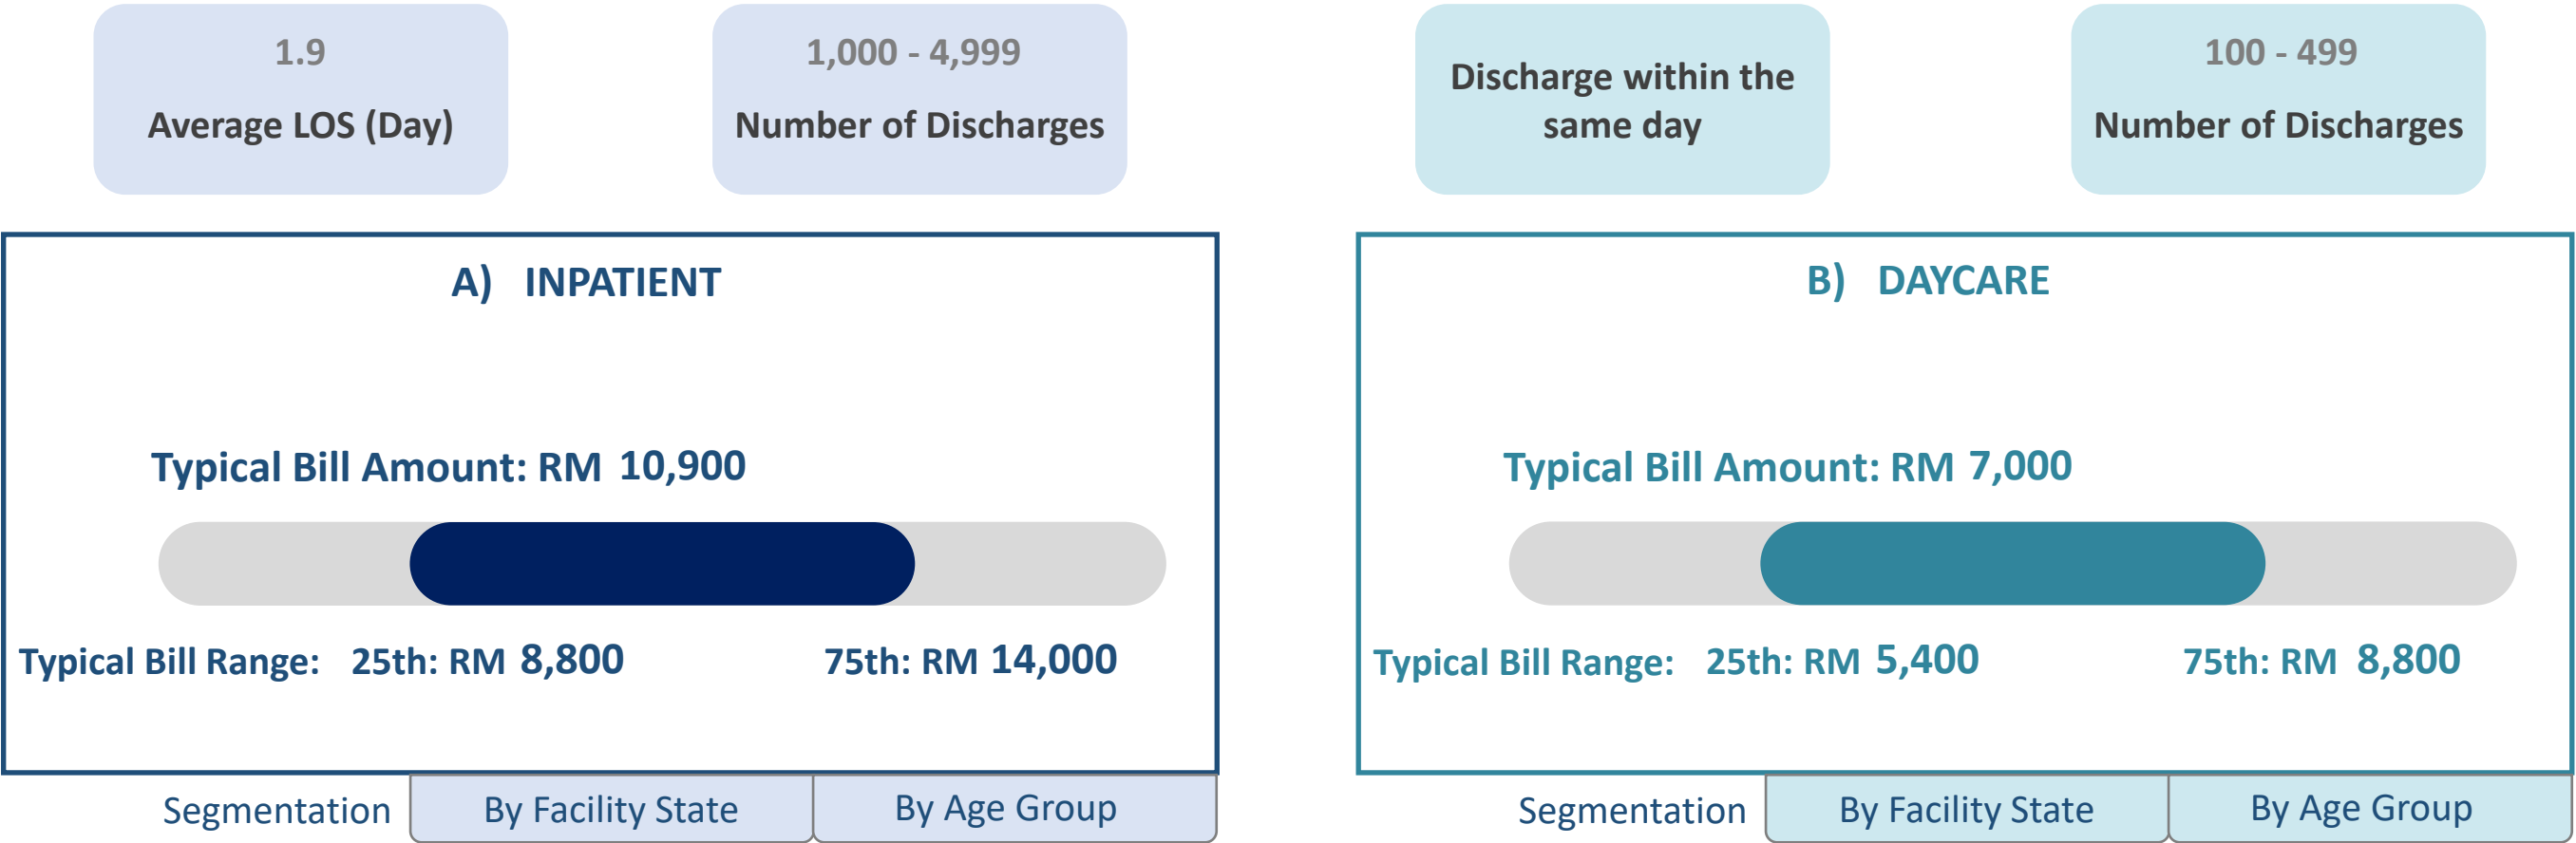 1.9
Average LOS (Day)
1,000 - 4,999
Number of Discharges
Discharge within the
same day
100 - 499
Number of Discharges
A) INPATIENT
Typical Bill Amount: RM 10,900
Typical Bill Range: 25th: RM 8,800 75th: RM 14,000
Segmentation By Facility State By Age Group
B) DAYCARE
Typical Bill Amount: RM 7,000
Typical Bill Range: 25th: RM 5,400 75th: RM 8,800
Segmentation By Facility State By Age Group